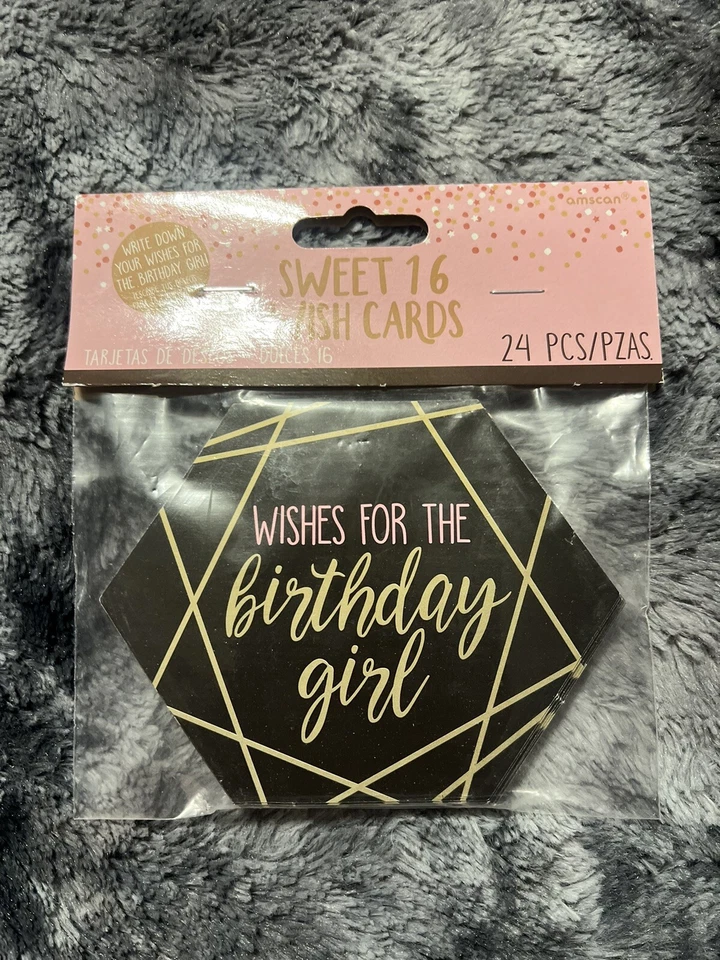 amscan
WRITE DOWN
YOUR WISHES FOR
THE BIRTHDAY GIRL!
SWEET 16
WISH CARDS
TARJETAS DE DESEOS DULCES 16
24 PCS/PZAS.
WISHES FOR THE
birthday
girl